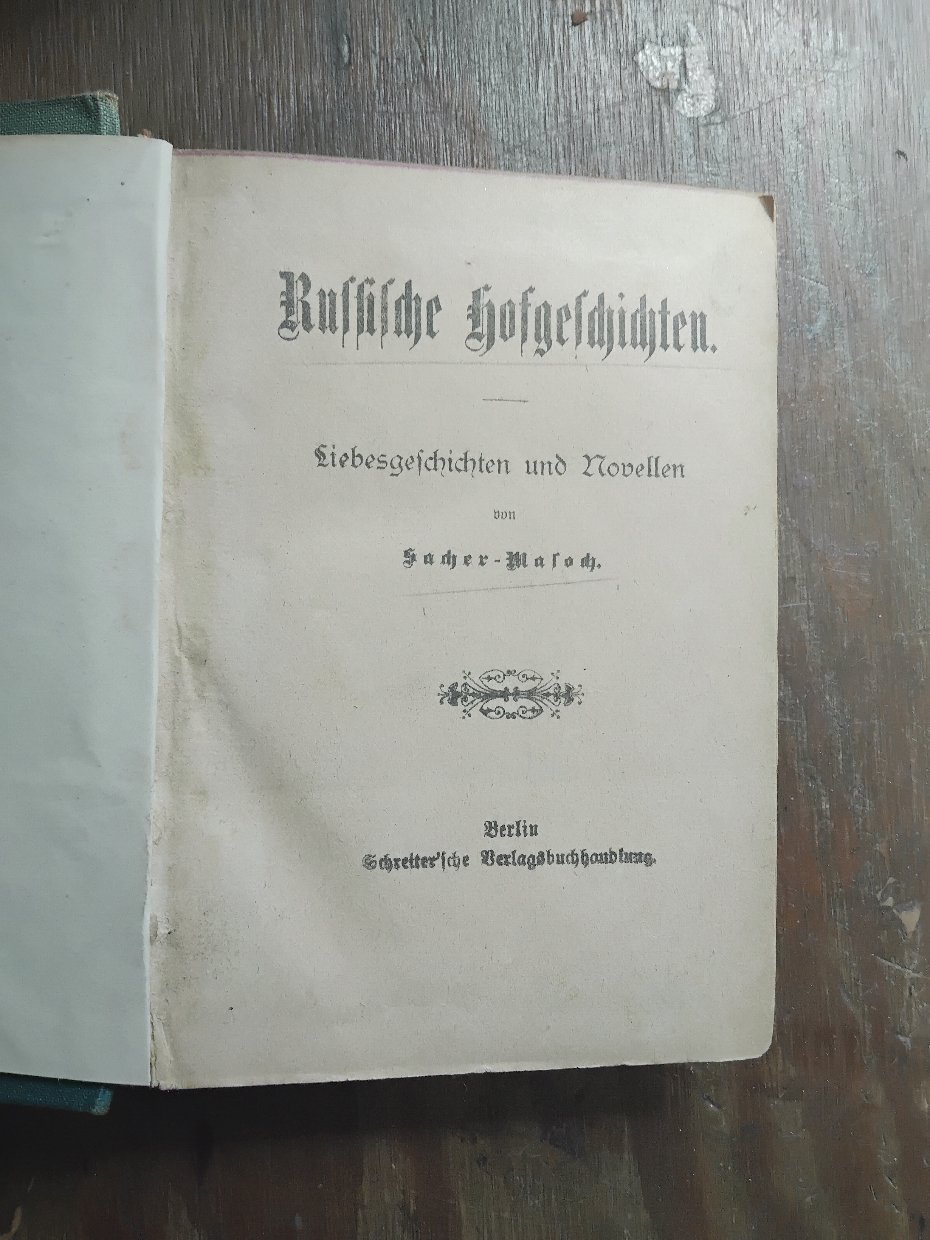 Russische Hofgeschichten.
Liebesgeschichten und Novellen
von
Sacher-Masoch.
Berlin
Schreiter'sche Verlagsbuchhandlung.